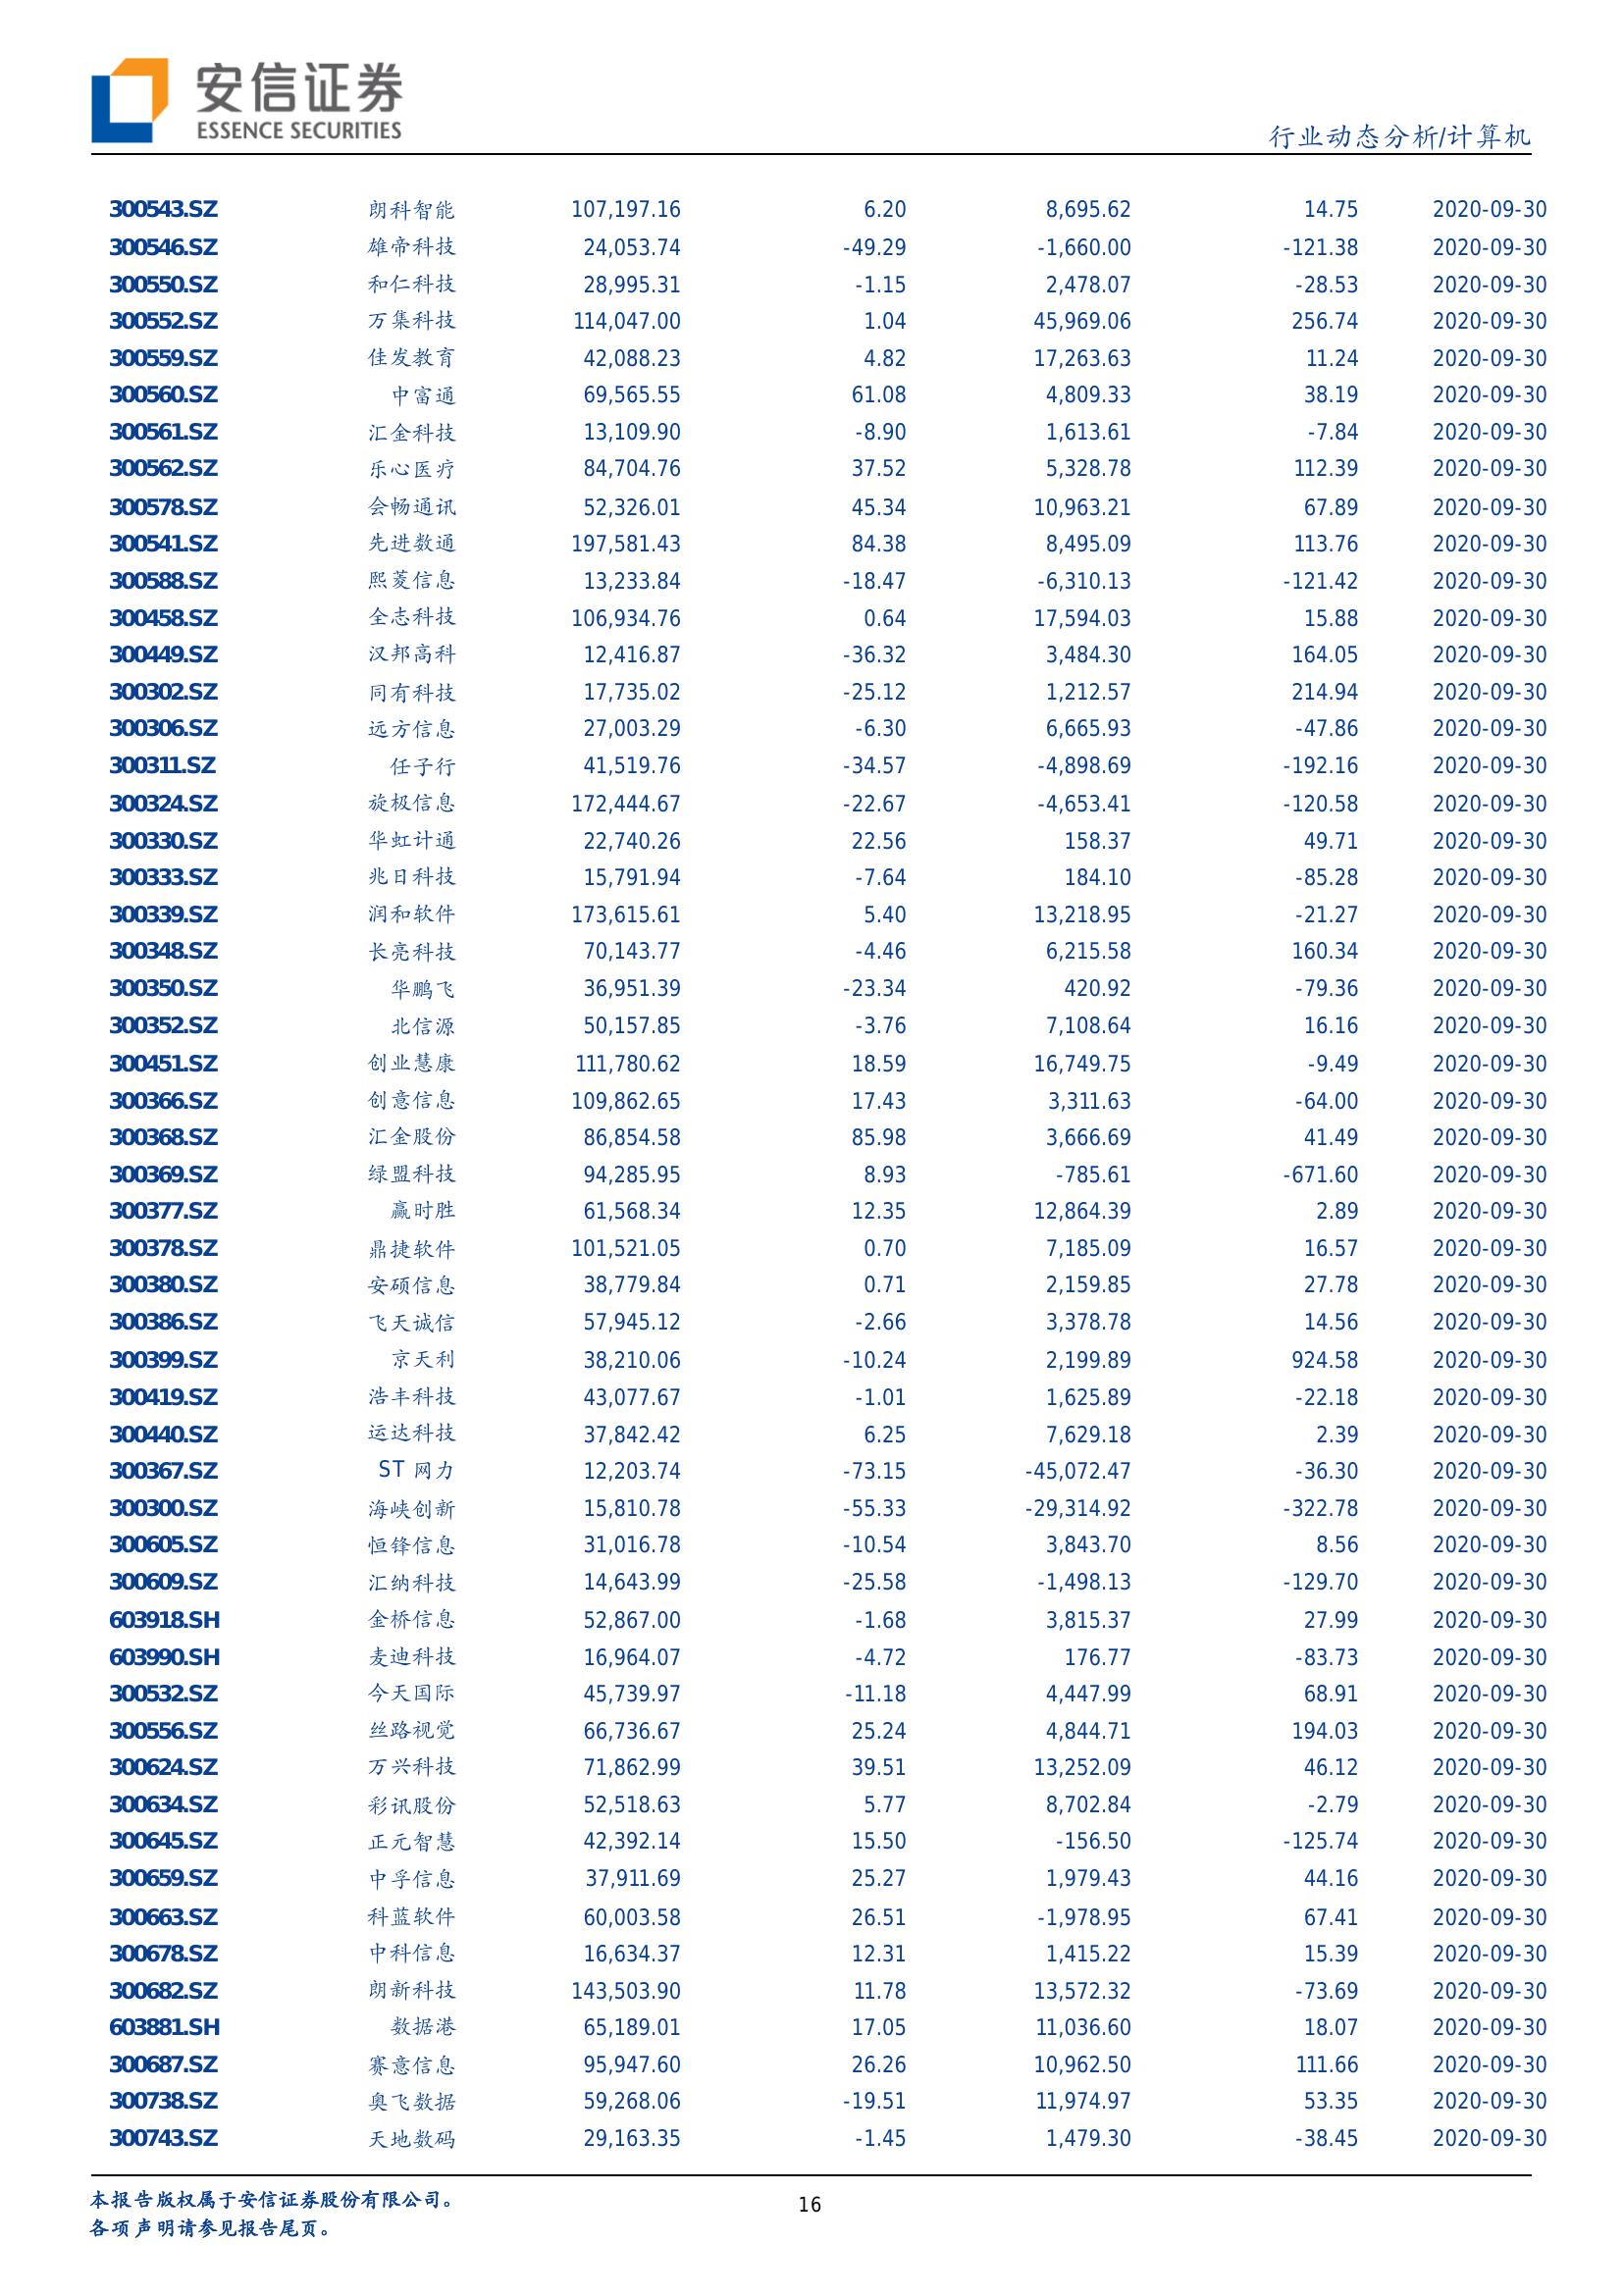 安信证券
ESSENCE SECURITIES
行业动态分析/计算机
300543.SZ 朗科智能 107,197.16 6.20 8,695.62 14.75 2020-09-30
300546.SZ 雄帝科技 24,053.74 -49.29 -1,660.00 -121.38 2020-09-30
300550.SZ 和仁科技 28,995.31 -1.15 2,478.07 -28.53 2020-09-30
300552.SZ 万集科技 114,047.00 1.04 45,969.06 256.74 2020-09-30
300559.SZ 佳发教育 42,088.23 4.82 17,263.63 11.24 2020-09-30
300560.SZ 中富通 69,565.55 61.08 4,809.33 38.19 2020-09-30
300561.SZ 汇金科技 13,109.90 -8.90 1,613.61 -7.84 2020-09-30
300562.SZ 乐心医疗 84,704.76 37.52 5,328.78 112.39 2020-09-30
300578.SZ 会畅通讯 52,326.01 45.34 10,963.21 67.89 2020-09-30
300541.SZ 先进数通 197,581.43 84.38 8,495.09 113.76 2020-09-30
300588.SZ 熙菱信息 13,233.84 -18.47 -6,310.13 -121.42 2020-09-30
300458.SZ 全志科技 106,934.76 0.64 17,594.03 15.88 2020-09-30
300449.SZ 汉邦高科 12,416.87 -36.32 3,484.30 164.05 2020-09-30
300302.SZ 同有科技 17,735.02 -25.12 1,212.57 214.94 2020-09-30
300306.SZ 远方信息 27,003.29 -6.30 6,665.93 -47.86 2020-09-30
300311.SZ 任子行 41,519.76 -34.57 -4,898.69 -192.16 2020-09-30
300324.SZ 旋极信息 172,444.67 -22.67 -4,653.41 -120.58 2020-09-30
300330.SZ 华虹计通 22,740.26 22.56 158.37 49.71 2020-09-30
300333.SZ 兆日科技 15,791.94 -7.64 184.10 -85.28 2020-09-30
300339.SZ 润和软件 173,615.61 5.40 13,218.95 -21.27 2020-09-30
300348.SZ 长亮科技 70,143.77 -4.46 6,215.58 160.34 2020-09-30
300350.SZ 华鹏飞 36,951.39 -23.34 420.92 -79.36 2020-09-30
300352.SZ 北信源 50,157.85 -3.76 7,108.64 16.16 2020-09-30
300451.SZ 创业慧康 111,780.62 18.59 16,749.75 -9.49 2020-09-30
300366.SZ 创意信息 109,862.65 17.43 3,311.63 -64.00 2020-09-30
300368.SZ 汇金股份 86,854.58 85.98 3,666.69 41.49 2020-09-30
300369.SZ 绿盟科技 94,285.95 8.93 -785.61 -671.60 2020-09-30
300377.SZ 赢时胜 61,568.34 12.35 12,864.39 2.89 2020-09-30
300378.SZ 鼎捷软件 101,521.05 0.70 7,185.09 16.57 2020-09-30
300380.SZ 安硕信息 38,779.84 0.71 2,159.85 27.78 2020-09-30
300386.SZ 飞天诚信 57,945.12 -2.66 3,378.78 14.56 2020-09-30
300399.SZ 京天利 38,210.06 -10.24 2,199.89 924.58 2020-09-30
300419.SZ 浩丰科技 43,077.67 -1.01 1,625.89 -22.18 2020-09-30
300440.SZ 运达科技 37,842.42 6.25 7,629.18 2.39 2020-09-30
300367.SZ ST 网力 12,203.74 -73.15 -45,072.47 -36.30 2020-09-30
300300.SZ 海峡创新 15,810.78 -55.33 -29,314.92 -322.78 2020-09-30
300605.SZ 恒锋信息 31,016.78 -10.54 3,843.70 8.56 2020-09-30
300609.SZ 汇纳科技 14,643.99 -25.58 -1,498.13 -129.70 2020-09-30
603918.SH 金桥信息 52,867.00 -1.68 3,815.37 27.99 2020-09-30
603990.SH 麦迪科技 16,964.07 -4.72 176.77 -83.73 2020-09-30
300532.SZ 今天国际 45,739.97 -11.18 4,447.99 68.91 2020-09-30
300556.SZ 丝路视觉 66,736.67 25.24 4,844.71 194.03 2020-09-30
300624.SZ 万兴科技 71,862.99 39.51 13,252.09 46.12 2020-09-30
300634.SZ 彩讯股份 52,518.63 5.77 8,702.84 -2.79 2020-09-30
300645.SZ 正元智慧 42,392.14 15.50 -156.50 -125.74 2020-09-30
300659.SZ 中孚信息 37,911.69 25.27 1,979.43 44.16 2020-09-30
300663.SZ 科蓝软件 60,003.58 26.51 -1,978.95 67.41 2020-09-30
300678.SZ 中科信息 16,634.37 12.31 1,415.22 15.39 2020-09-30
300682.SZ 朗新科技 143,503.90 11.78 13,572.32 -73.69 2020-09-30
603881.SH 数据港 65,189.01 17.05 11,036.60 18.07 2020-09-30
300687.SZ 赛意信息 95,947.60 26.26 10,962.50 111.66 2020-09-30
300738.SZ 奥飞数据 59,268.06 -19.51 11,974.97 53.35 2020-09-30
300743.SZ 天地数码 29,163.35 -1.45 1,479.30 -38.45 2020-09-30
本报告版权属于安信证券股份有限公司。
16
各项声明请参见报告尾页。